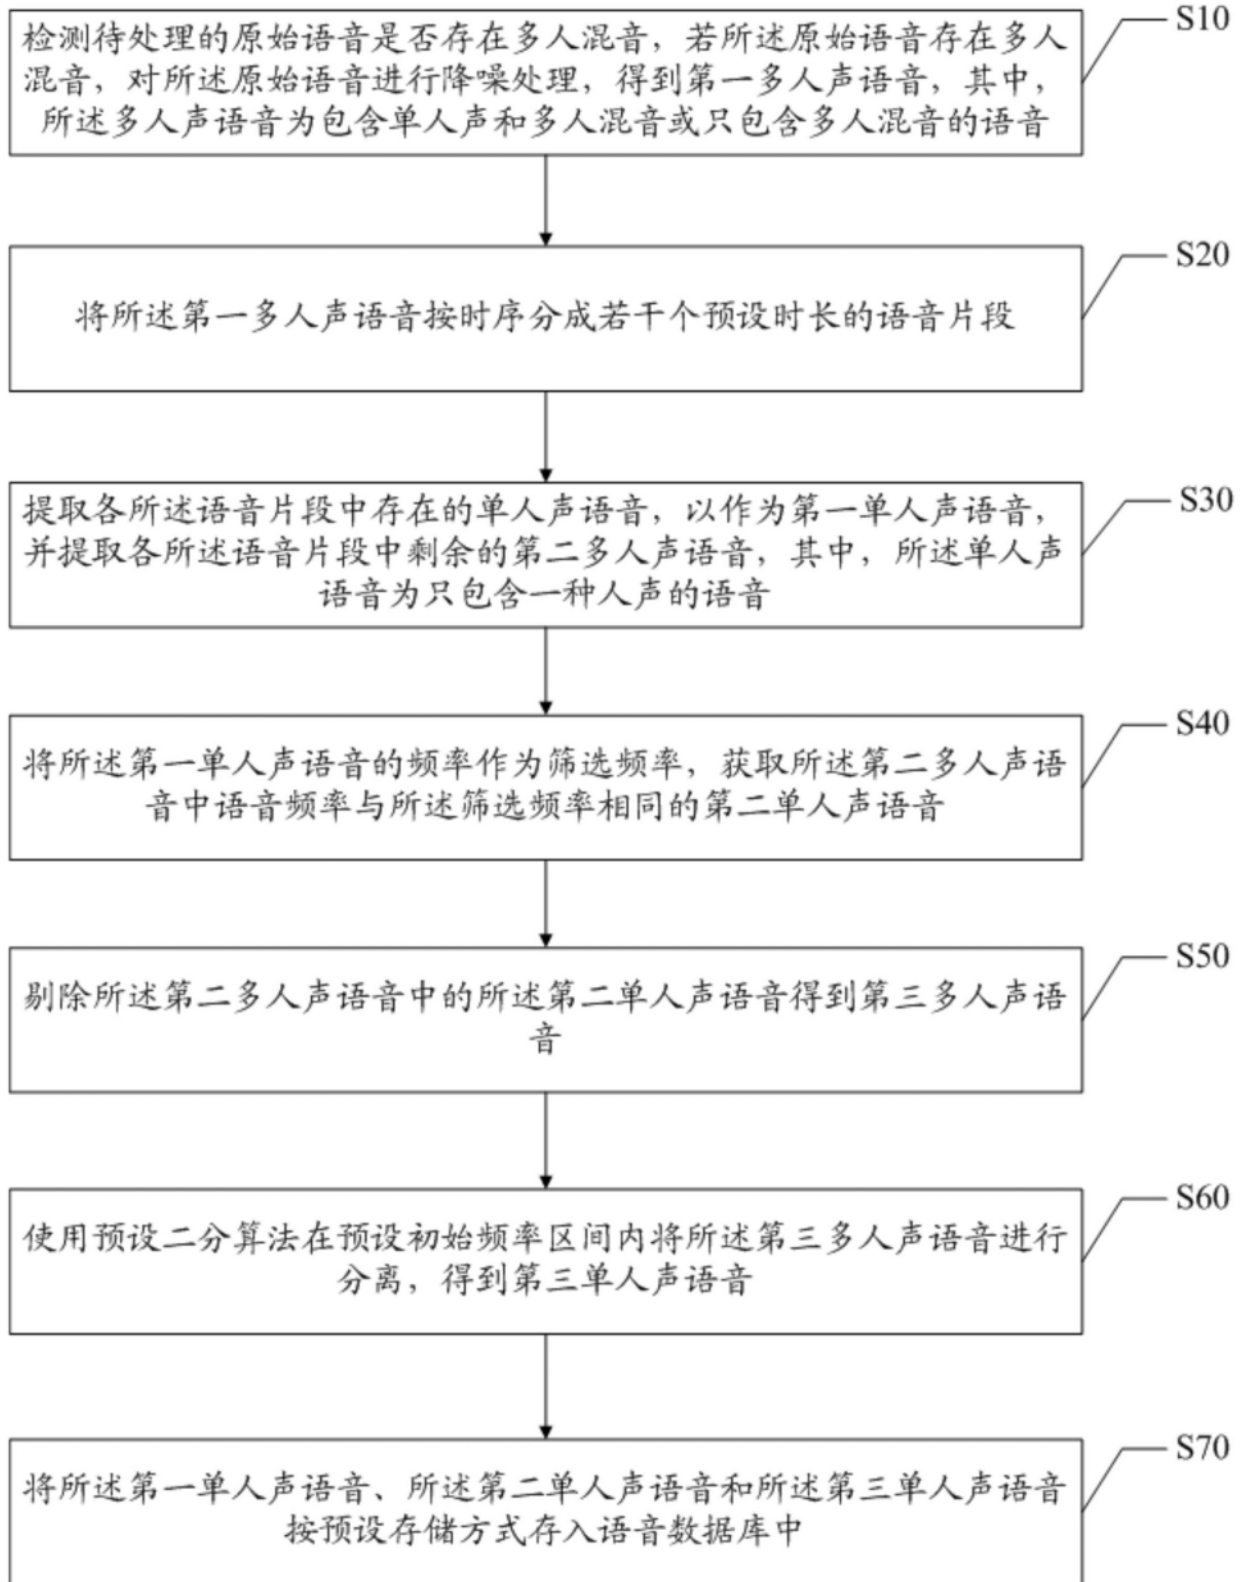 检测待处理的原始语音是否存在多人混音，若所述原始语音存在多人
混音，对所述原始语音进行降噪处理，得到第一多人声语音，其中，
所述多人声语音为包含单人声和多人混音或只包含多人混音的语音
S10
将所述第一多人声语音按时序分成若干个预设时长的语音片段
S20
提取各所述语音片段中存在的单人声语音，以作为第一单人声语音，
并提取各所述语音片段中剩余的第二多人声语音，其中，所述单人声
语音为只包含一种人声的语音
S30
将所述第一单人声语音的频率作为筛选频率，获取所述第二多人声语
音中语音频率与所述筛选频率相同的第二单人声语音
S40
剔除所述第二多人声语音中的所述第二单人声语音得到第三多人声语
音
S50
使用预设二分算法在预设初始频率区间内将所述第三多人声语音进行
分离，得到第三单人声语音
S60
将所述第一单人声语音、所述第二单人声语音和所述第三单人声语音
按预设存储方式存入语音数据库中
S70